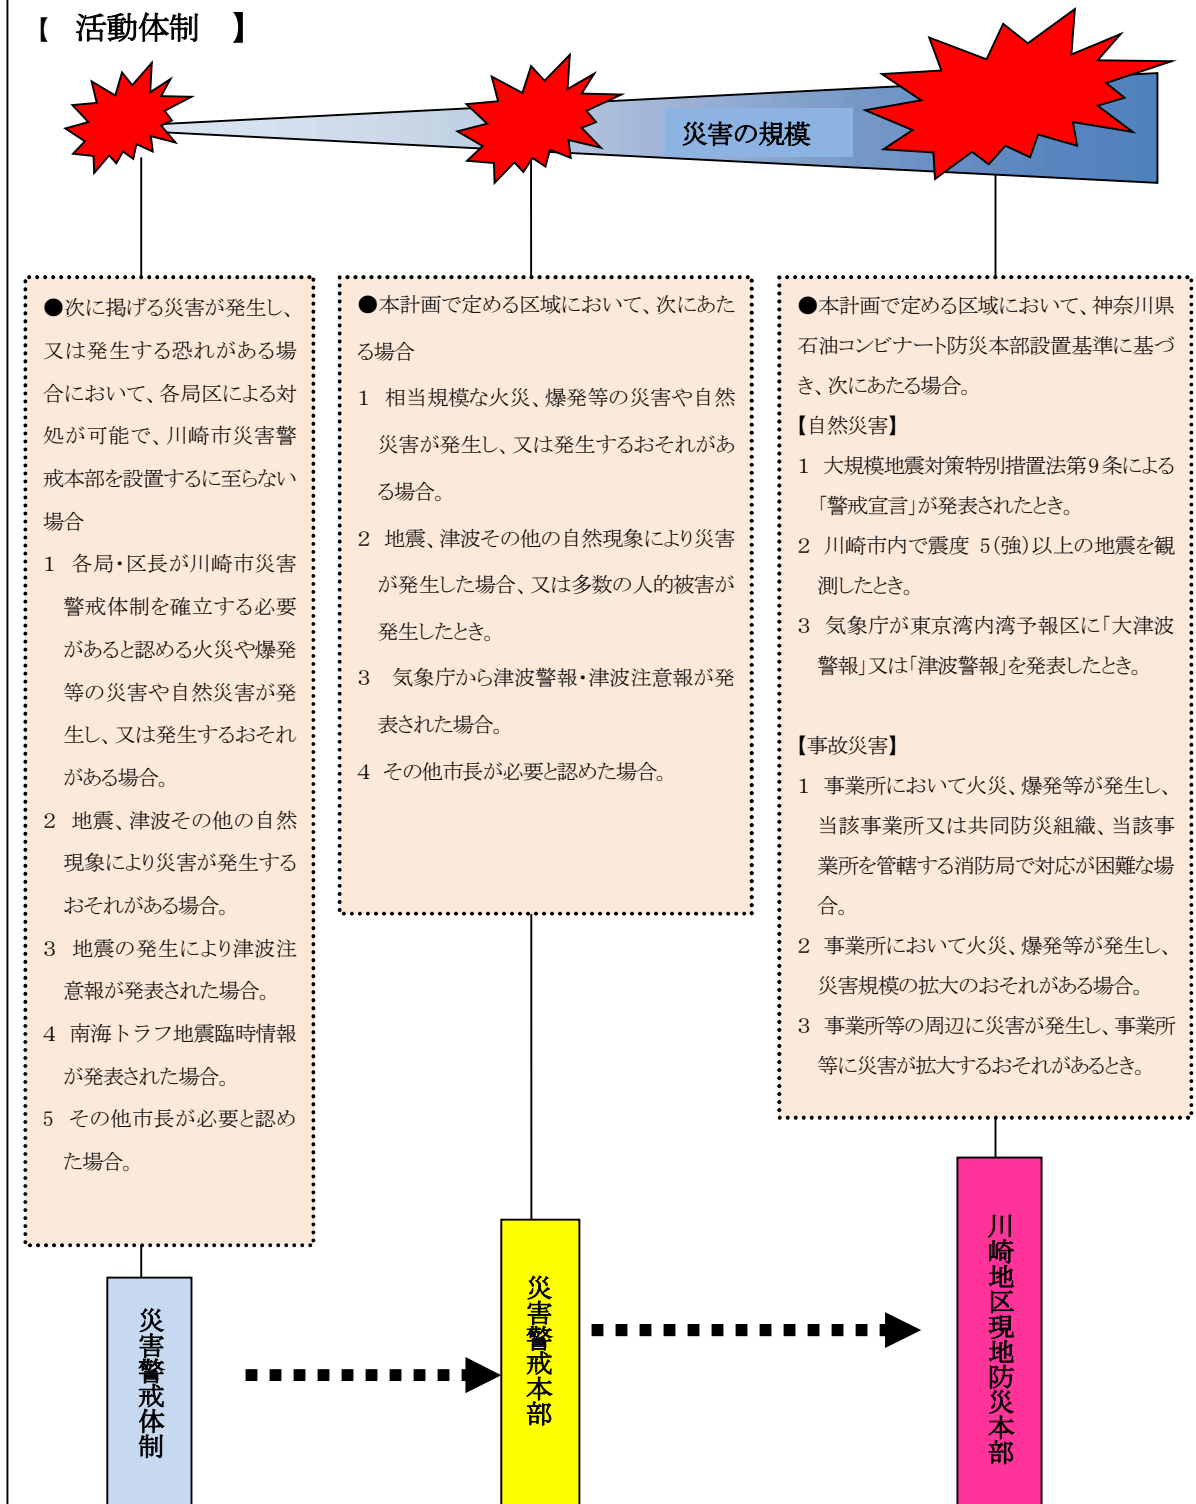 【 活動体制 】
災害の規模
●次に掲げる災害が発生し、
又は発生する恐れがある場
合において、各局区による対
処が可能で、川崎市災害警
戒本部を設置するに至らない
場合
1 各局・区長が川崎市災害
警戒体制を確立する必要
があると認める火災や爆発
等の災害や自然災害が発
生し、又は発生するおそれ
がある場合。
2 地震、津波その他の自然
現象により災害が発生する
おそれがある場合。
3 地震の発生により津波注
意報が発表された場合。
4 南海トラフ地震臨時情報
が発表された場合。
5 その他市長が必要と認め
た場合。
●本計画で定める区域において、次にあた
る場合
1 相当規模な火災、爆発等の災害や自然
災害が発生し、又は発生するおそれがあ
る場合。
2 地震、津波その他の自然現象により災害
が発生した場合、又は多数の人的被害が
発生したとき。
3 気象庁から津波警報・津波注意報が発
表された場合。
4 その他市長が必要と認めた場合。
●本計画で定める区域において、神奈川県
石油コンビナート防災本部設置基準に基づ
き、次にあたる場合。
【自然災害】
1 大規模地震対策特別措置法第9条による
「警戒宣言」が発表されたとき。
2 川崎市内で震度 5(強)以上の地震を観
測したとき。
3 気象庁が東京湾内湾予報区に「大津波
警報」又は「津波警報」を発表したとき。
【事故災害】
1 事業所において火災、爆発等が発生し、
当該事業所又は共同防災組織、当該事
業所を管轄する消防局で対応が困難な場
合。
2 事業所において火災、爆発等が発生し、
災害規模の拡大のおそれがある場合。
3 事業所等の周辺に災害が発生し、事業所
等に災害が拡大するおそれがあるとき。
災害警戒体制
災害警戒本部
川崎地区現地防災本部